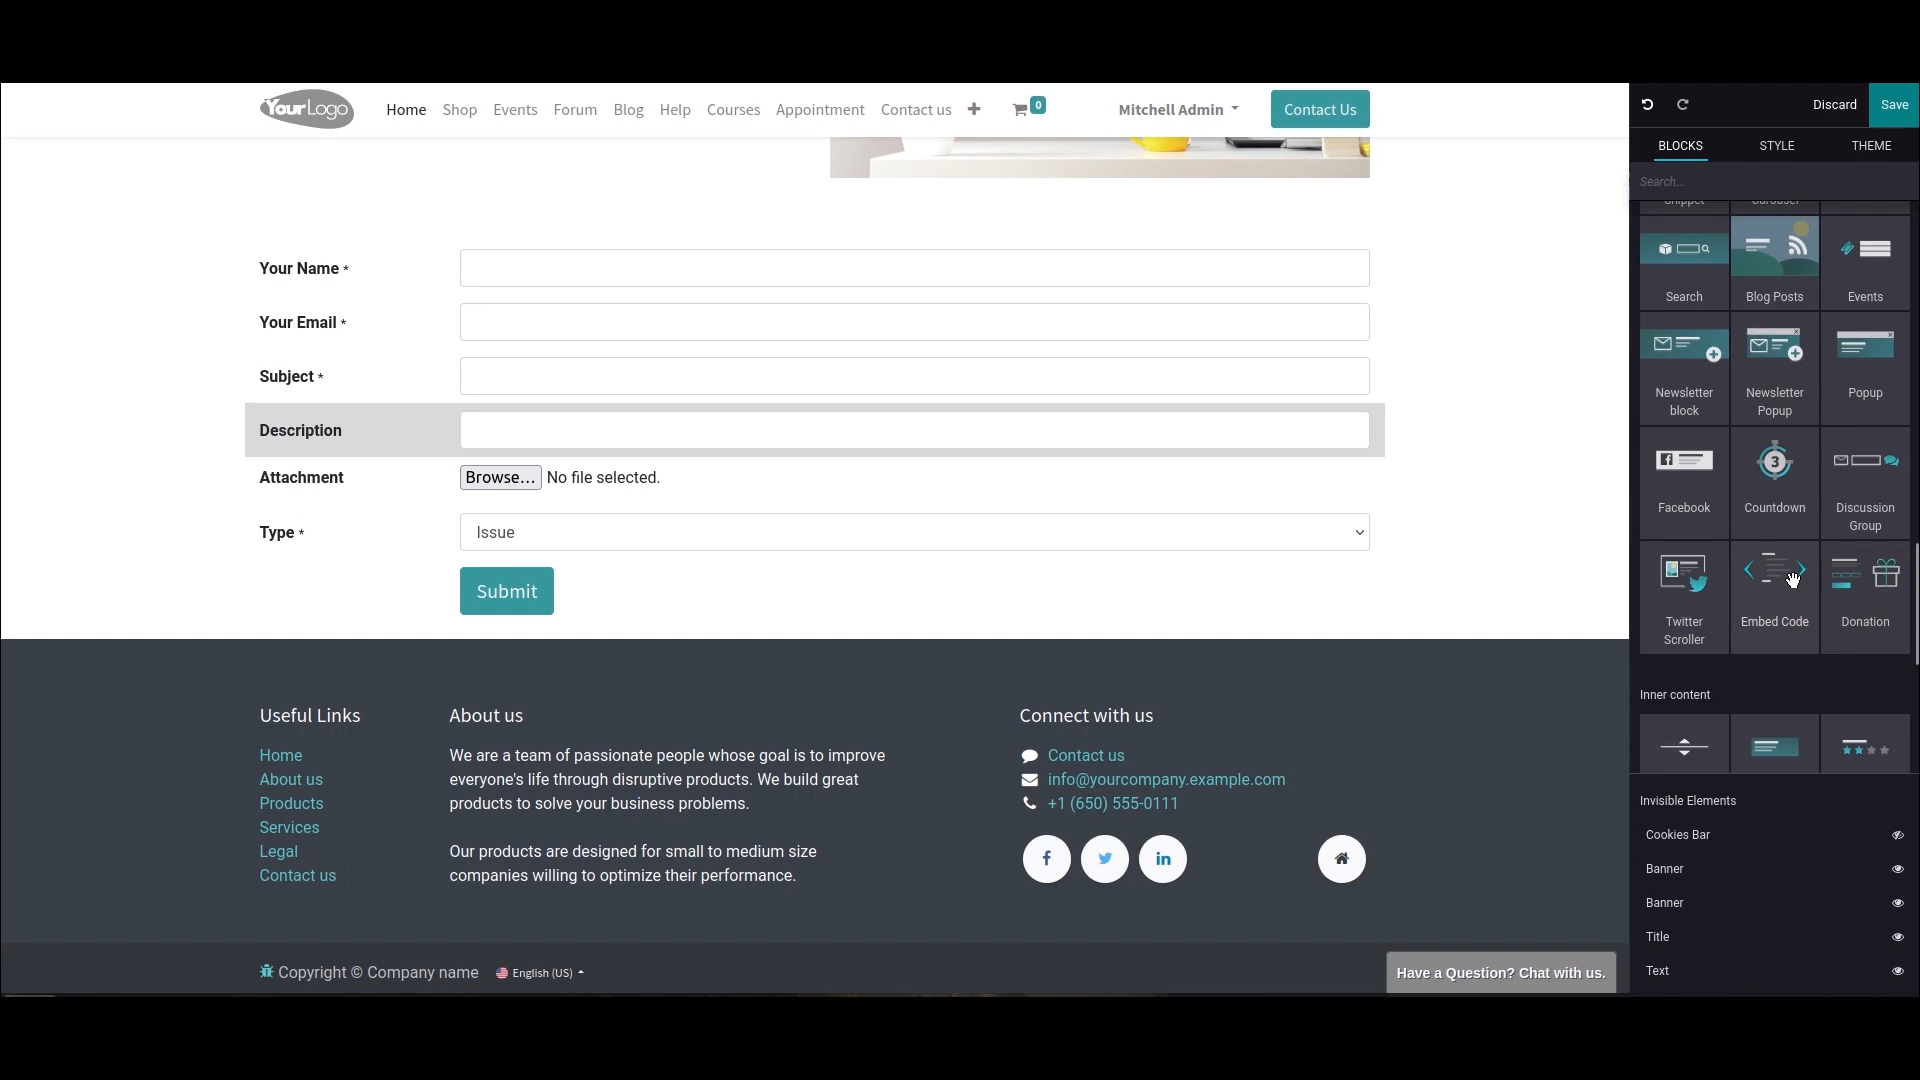 YourLogo
Home Shop Events Forum Blog Help Courses Appointment Contact us + 0 Mitchell Admin Contact Us
Your Name *
Your Email *
Subject *
Description
Attachment Browse... No file selected.
Type * Issue
Submit
Useful Links
Home
About us
Products
Services
Legal
Contact us
About us
We are a team of passionate people whose goal is to improve
everyone's life through disruptive products. We build great
products to solve your business problems.
Our products are designed for small to medium size
companies willing to optimize their performance.
Connect with us
Contact us
info@yourcompany.example.com
+1 (650) 555-0111
Copyright © Company name English (US)
Have a Question? Chat with us.
Discard Save
BLOCKS STYLE THEME
Search...
Snippet Carousel
Search Blog Posts Events
Newsletter block
Newsletter Popup
Popup
Facebook
3
Countdown
Discussion Group
Twitter Scroller
Embed Code
Donation
Inner content
Invisible Elements
Cookies Bar
Banner
Banner
Title
Text